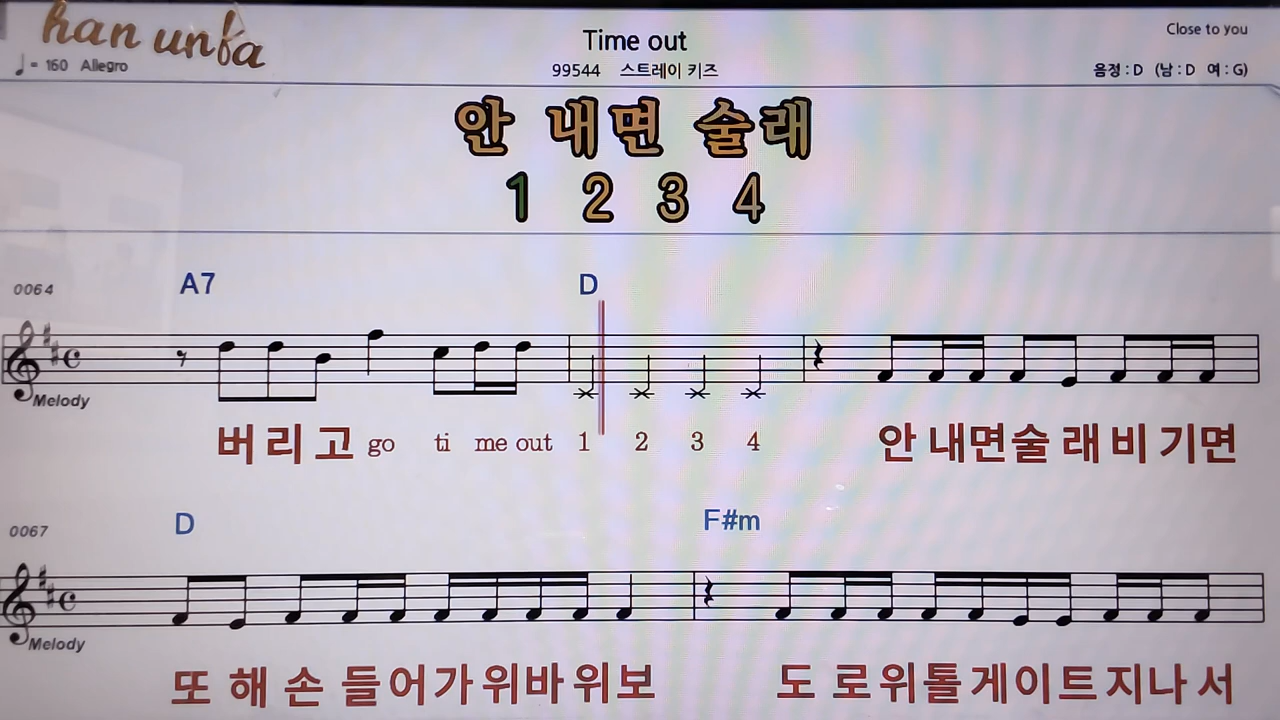 han unfa
Time out
Close to you
♩= 160 Allegro
99544 스트레이 키즈
음정 : D (남 : D 여 : G)
안 내면 술래
1 2 3 4
0064 A7 D
Melody
버 리 고 go ti me out 1 2 3 4 안 내면술 래 비 기면
0067 D F#m
Melody
또 해 손 들어가 위바 위보 도 로위톨게이트지나 서